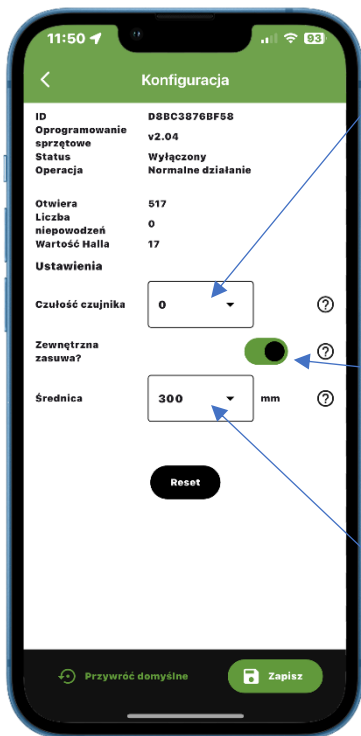 11:50 93
Konfiguracja
ID D8BC3876BF58
Oprogramowanie
sprzętowe v2.04
Status Wyłączony
Operacja Normalne działanie
Otwiera 517
Liczba
niepowodzeń 0
Wartość Halla 17
Ustawienia
Czułość czujnika 0 ?
Zewnętrzna
zasuwa? ?
Średnica 300 mm ?
Reset
Przywróć domyślne Zapisz